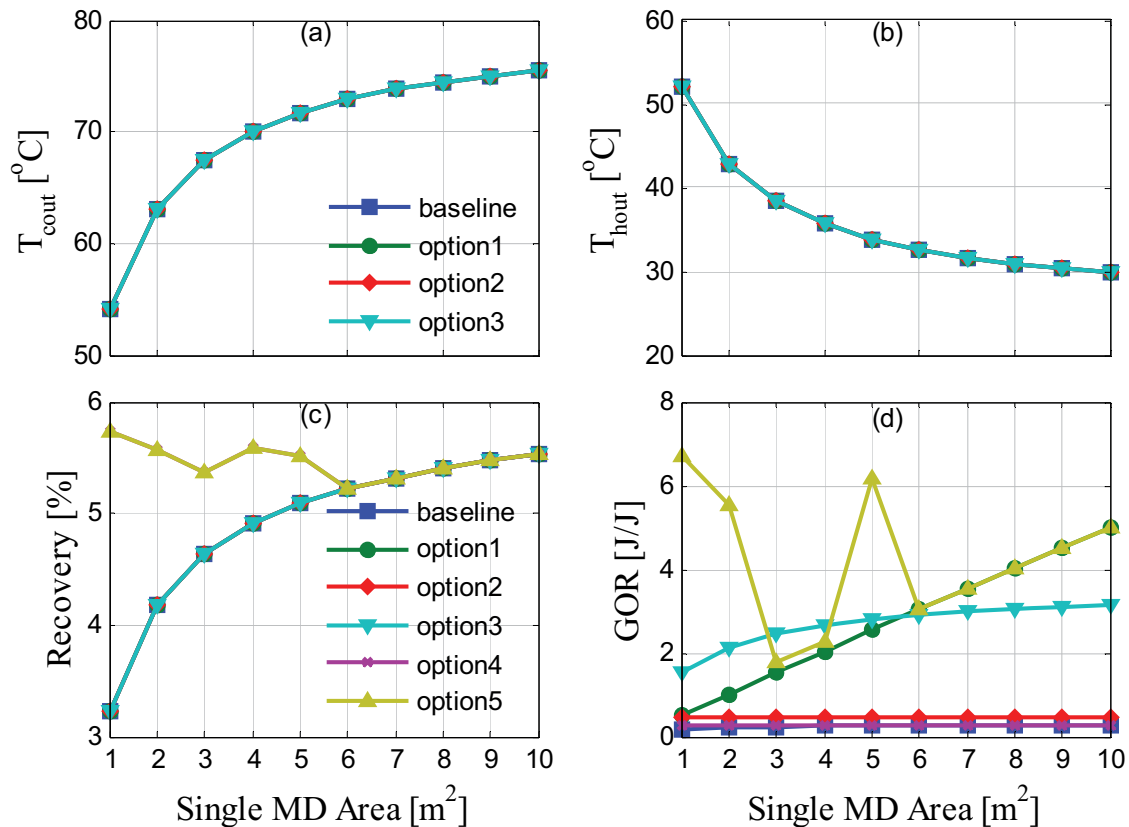 (a)
80
70
60
50
T_cout [°C]
baseline
option1
option2
option3
(b)
60
50
40
30
20
T_hout [°C]
(c)
6
5
4
3
Recovery [%]
baseline
option1
option2
option3
option4
option5
1 2 3 4 5 6 7 8 9 10
Single MD Area [m²]
(d)
8
6
4
2
0
GOR [J/J]
1 2 3 4 5 6 7 8 9 10
Single MD Area [m²]